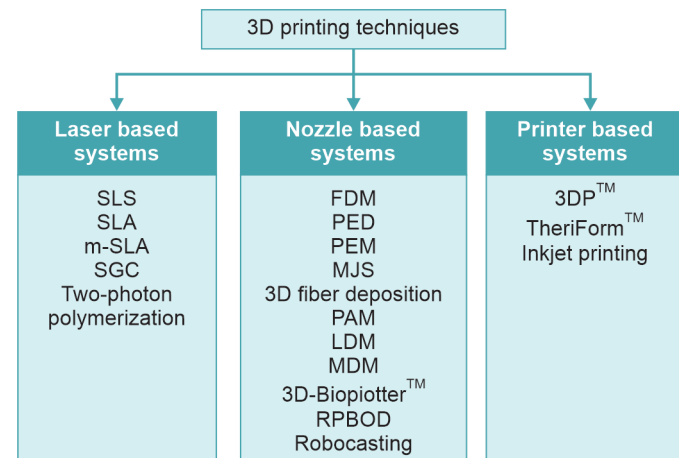 3D printing techniques
Laser based
systems
SLS
SLA
m-SLA
SGC
Two-photon
polymerization
Nozzle based
systems
FDM
PED
PEM
MJS
3D fiber deposition
PAM
LDM
MDM
3D-Biopiotter™
RPBOD
Robocasting
Printer based
systems
3DP™
TheriForm™
Inkjet printing